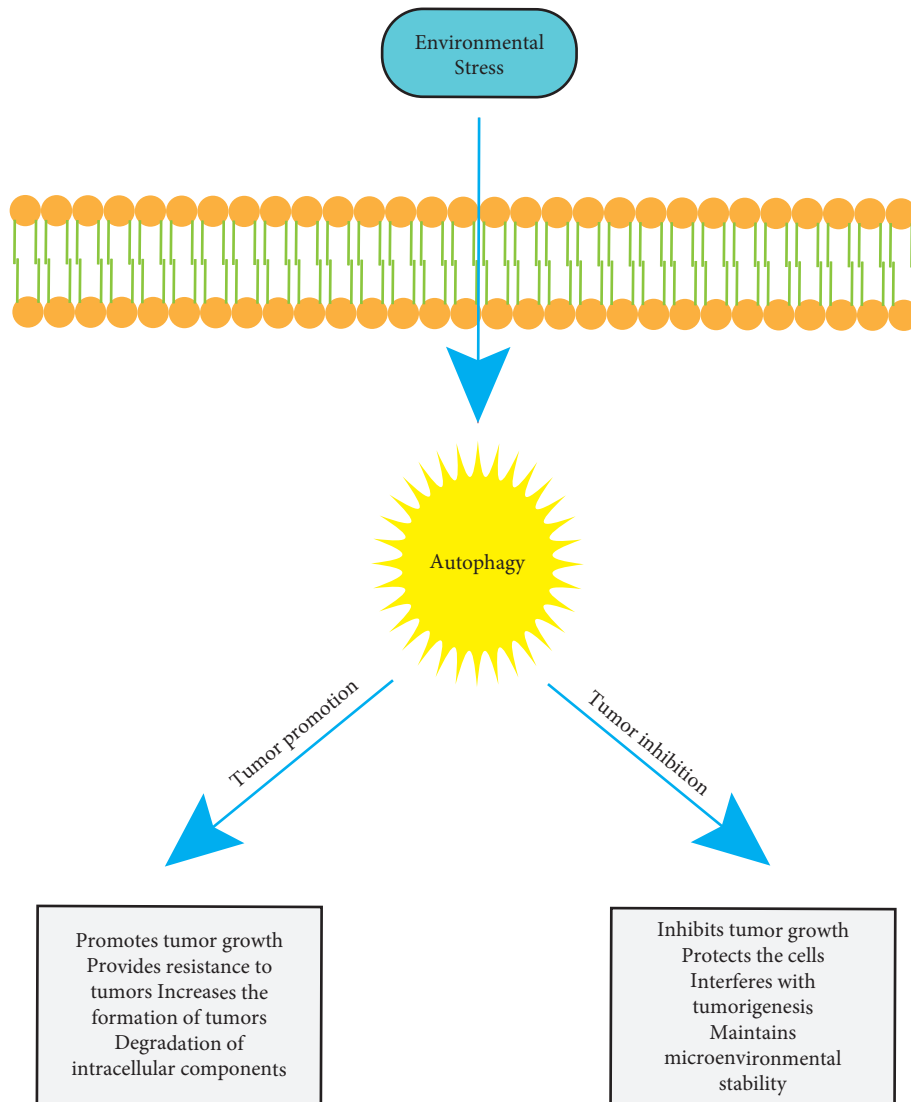 Environmental
Stress
Autophagy
Tumor promotion
Tumor inhibition
Promotes tumor growth
Provides resistance to
tumors Increases the
formation of tumors
Degradation of
intracellular components
Inhibits tumor growth
Protects the cells
Interferes with
tumorigenesis
Maintains
microenvironmental
stability